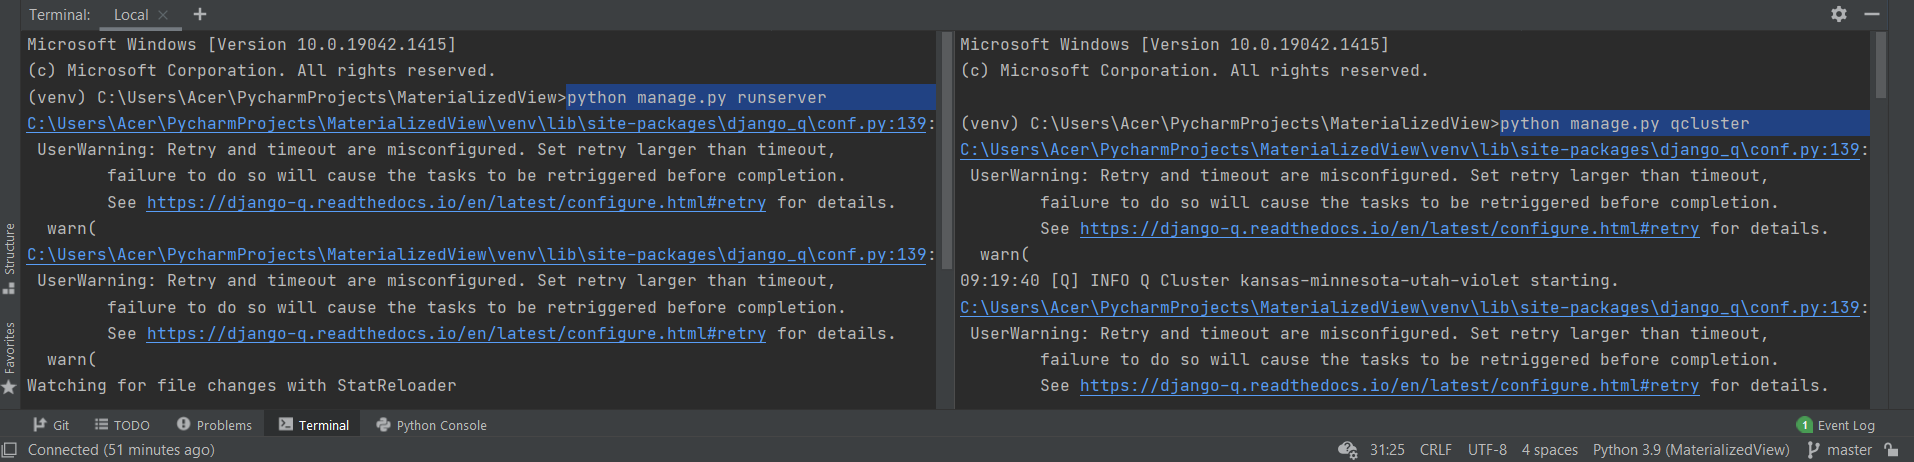 Terminal: Local × +
Microsoft Windows [Version 10.0.19042.1415]
(c) Microsoft Corporation. All rights reserved.
(venv) C:\Users\Acer\PycharmProjects\MaterializedView>python manage.py runserver
C:\Users\Acer\PycharmProjects\MaterializedView\venv\lib\site-packages\django_q\conf.py:139:
UserWarning: Retry and timeout are misconfigured. Set retry larger than timeout,
failure to do so will cause the tasks to be retriggered before completion.
See https://django-q.readthedocs.io/en/latest/configure.html#retry for details.
warn(
C:\Users\Acer\PycharmProjects\MaterializedView\venv\lib\site-packages\django_q\conf.py:139:
UserWarning: Retry and timeout are misconfigured. Set retry larger than timeout,
failure to do so will cause the tasks to be retriggered before completion.
See https://django-q.readthedocs.io/en/latest/configure.html#retry for details.
warn(
Watching for file changes with StatReloader
Microsoft Windows [Version 10.0.19042.1415]
(c) Microsoft Corporation. All rights reserved.
(venv) C:\Users\Acer\PycharmProjects\MaterializedView>python manage.py qcluster
C:\Users\Acer\PycharmProjects\MaterializedView\venv\lib\site-packages\django_q\conf.py:139:
UserWarning: Retry and timeout are misconfigured. Set retry larger than timeout,
failure to do so will cause the tasks to be retriggered before completion.
See https://django-q.readthedocs.io/en/latest/configure.html#retry for details.
warn(
09:19:40 [Q] INFO Q Cluster kansas-minnesota-utah-violet starting.
C:\Users\Acer\PycharmProjects\MaterializedView\venv\lib\site-packages\django_q\conf.py:139:
UserWarning: Retry and timeout are misconfigured. Set retry larger than timeout,
failure to do so will cause the tasks to be retriggered before completion.
See https://django-q.readthedocs.io/en/latest/configure.html#retry for details.
Structure
Favorites
Git TODO Problems Terminal Python Console 1 Event Log
Connected (51 minutes ago) 31:25 CRLF UTF-8 4 spaces Python 3.9 (MaterializedView) master